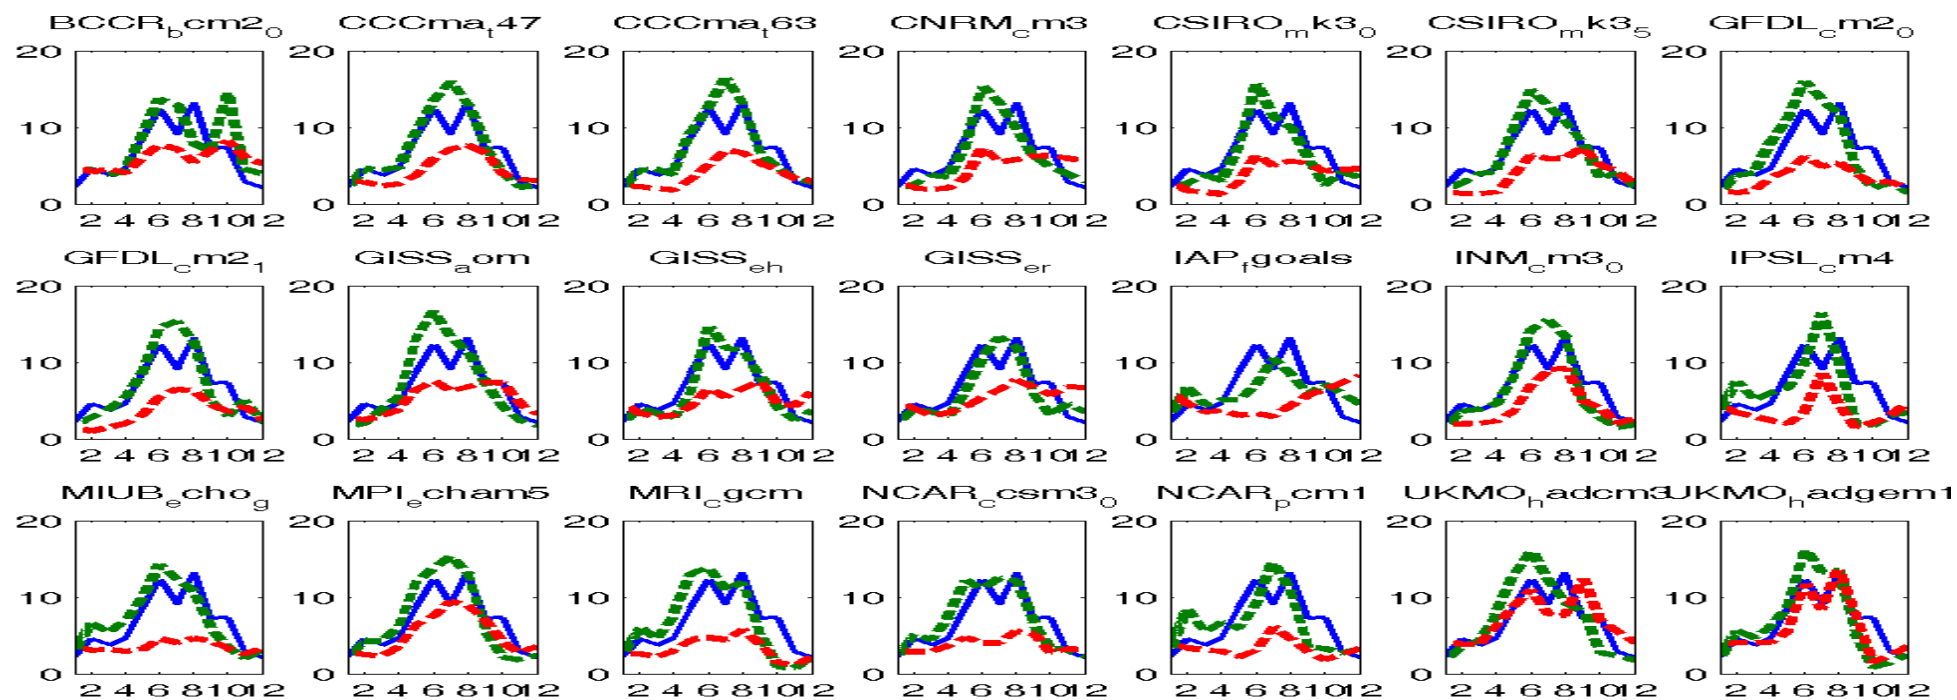 BCCR_bcm2_0 CCCma_t47 CCCma_t63 CNRM_cm3 CSIRO_mk3_0 CSIRO_mk3_5 GFDL_cm2_0
20 20 20 20 20 20 20
10 10 10 10 10 10 10
0 0 0 0 0 0 0
2 4 6 8 10 12 2 4 6 8 10 12 2 4 6 8 10 12 2 4 6 8 10 12 2 4 6 8 10 12 2 4 6 8 10 12 2 4 6 8 10 12
GFDL_cm2_1 GISS_aom GISS_eh GISS_er IAP_fgoals INM_cm3_0 IPSL_cm4
20 20 20 20 20 20 20
10 10 10 10 10 10 10
0 0 0 0 0 0 0
2 4 6 8 10 12 2 4 6 8 10 12 2 4 6 8 10 12 2 4 6 8 10 12 2 4 6 8 10 12 2 4 6 8 10 12 2 4 6 8 10 12
MIUB_echo_g MPI_echam5 MRI_cgcm NCAR_ccsm3_0 NCAR_pcm1 UKMO_hadcm3 UKMO_hadgem1
20 20 20 20 20 20 20
10 10 10 10 10 10 10
0 0 0 0 0 0 0
2 4 6 8 10 12 2 4 6 8 10 12 2 4 6 8 10 12 2 4 6 8 10 12 2 4 6 8 10 12 2 4 6 8 10 12 2 4 6 8 10 12